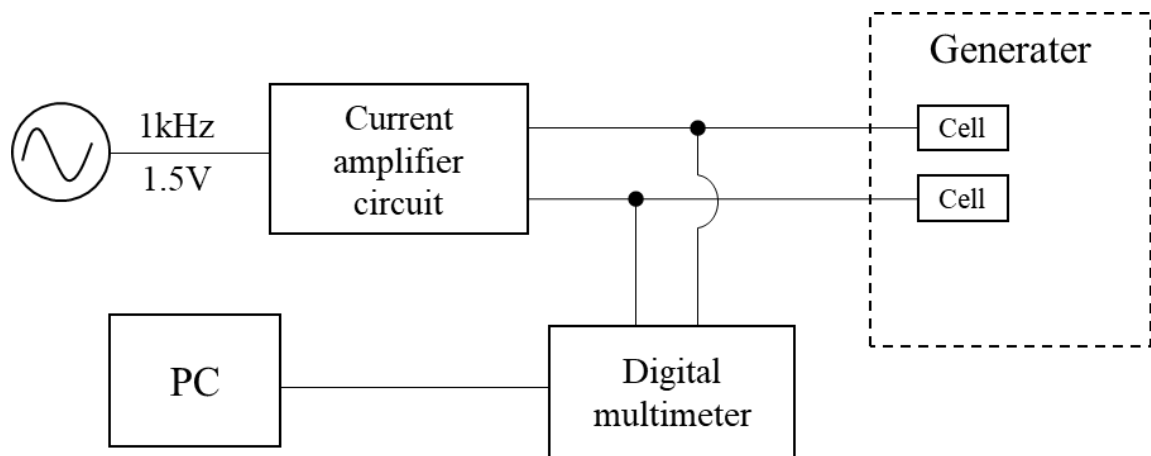 Generater
1kHz
1.5V
Current
amplifier
circuit
Cell
Cell
PC
Digital
multimeter